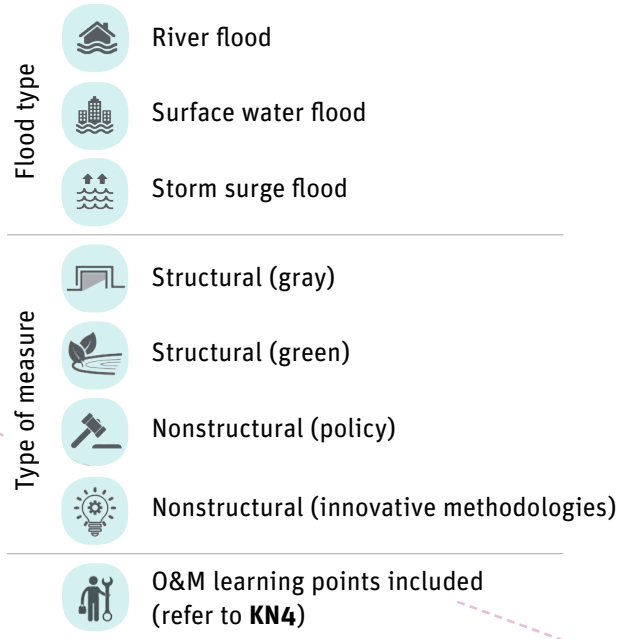 Flood type
River flood
Surface water flood
Storm surge flood
Type of measure
Structural (gray)
Structural (green)
Nonstructural (policy)
Nonstructural (innovative methodologies)
O&M learning points included
(refer to KN4)